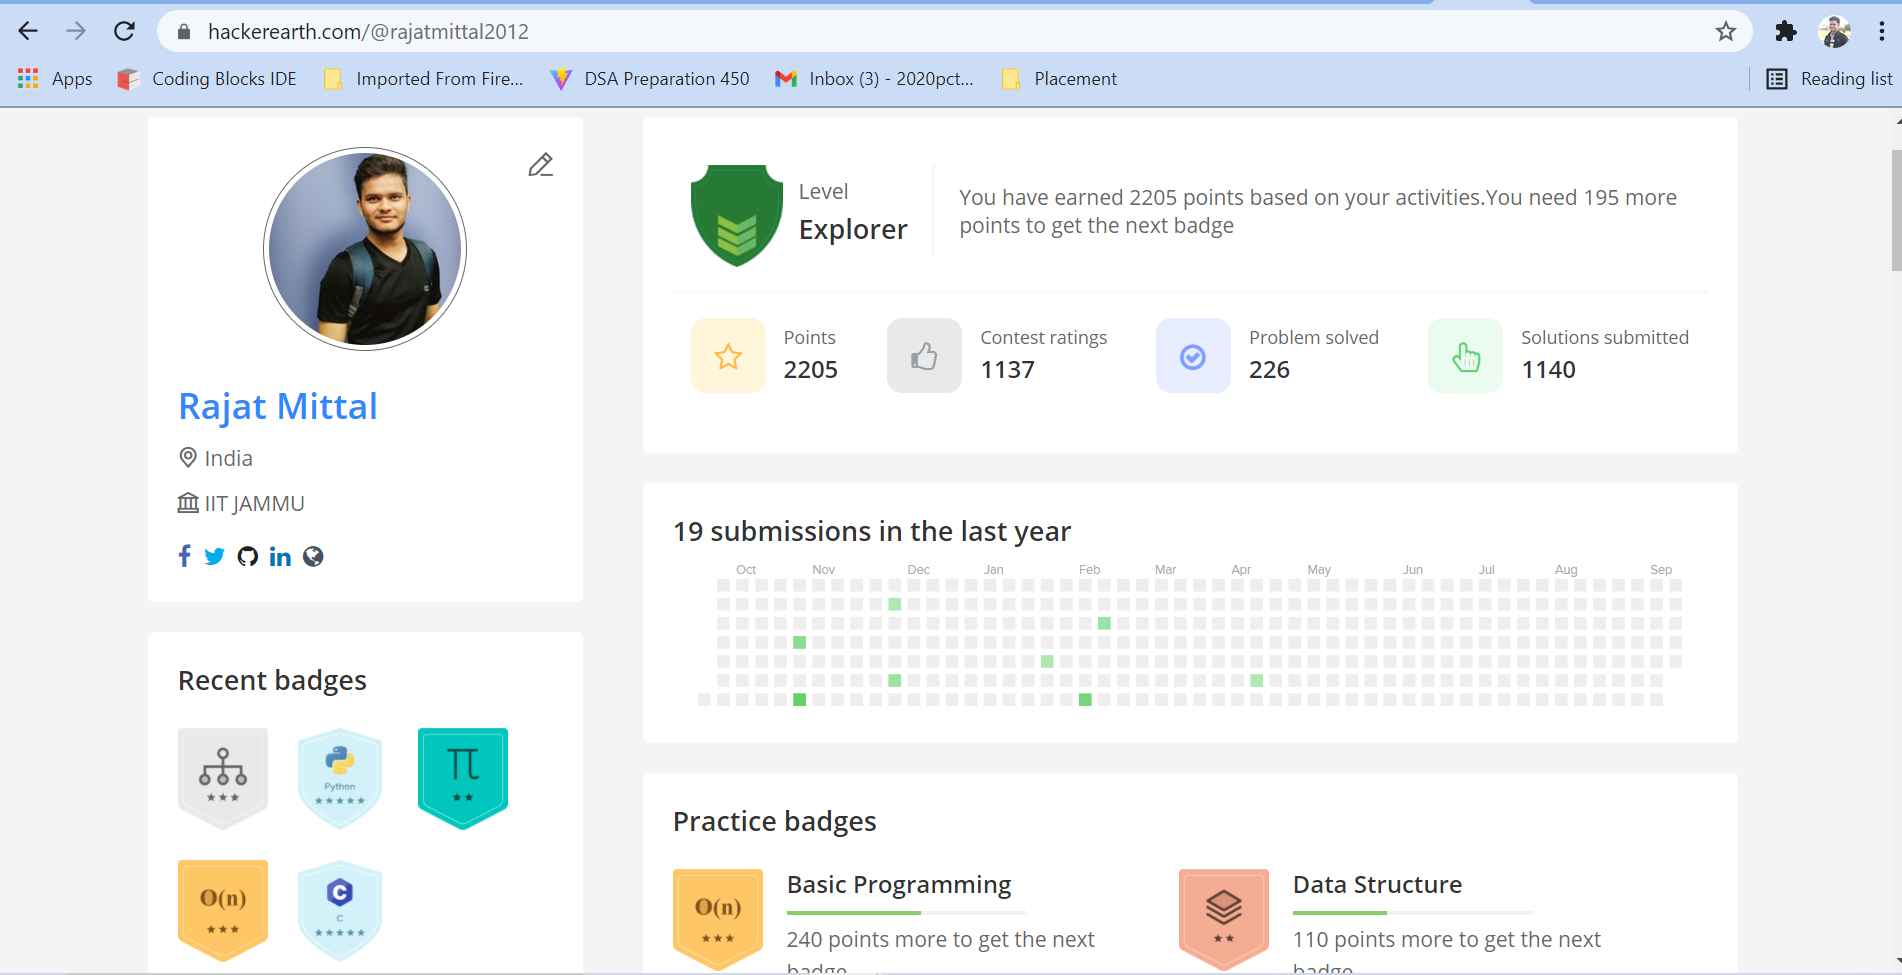 hackerearth.com/@rajatmittal2012
Apps
Coding Blocks IDE
Imported From Fire...
DSA Preparation 450
Inbox (3) - 2020pct...
Placement
Reading list
Rajat Mittal
India
IIT JAMMU
Recent badges
Python
C
C
O(n)
Level
Explorer
You have earned 2205 points based on your activities.You need 195 more
points to get the next badge
Points
2205
Contest ratings
1137
Problem solved
226
Solutions submitted
1140
19 submissions in the last year
Oct Nov Dec Jan Feb Mar Apr May Jun Jul Aug Sep
Practice badges
O(n)
Basic Programming
240 points more to get the next
badge
Data Structure
110 points more to get the next
badge